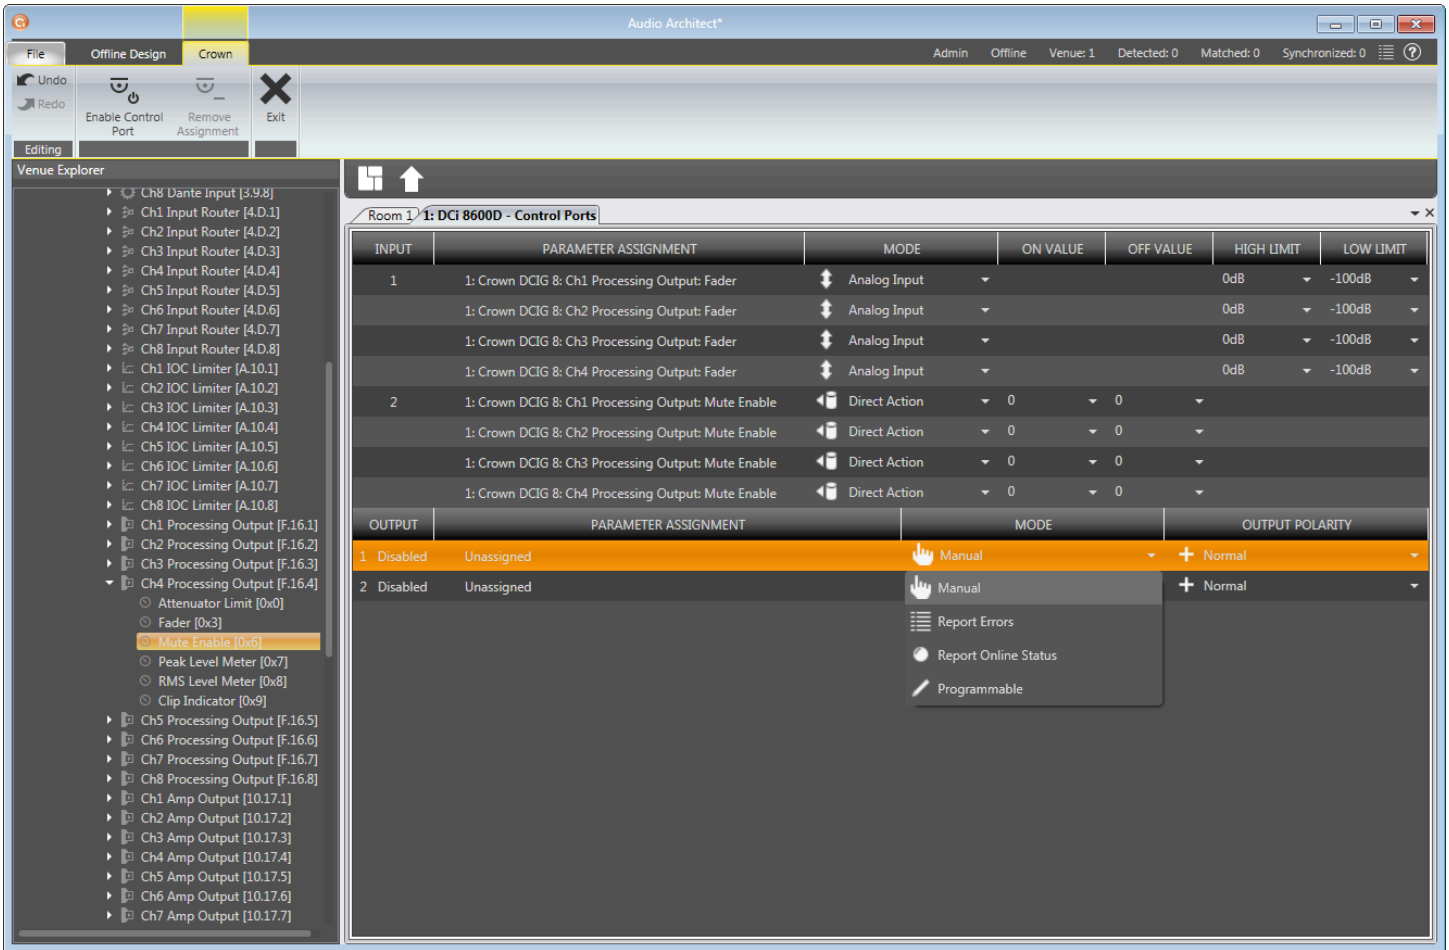 Audio Architect*
File Offline Design Crown Admin Offline Venue: 1 Detected: 0 Matched: 0 Synchronized: 0 ?
Undo
Redo
Enable Control
Port
Remove
Assignment
Exit
Editing
Venue Explorer
Ch8 Dante Input [3.9.8]
Ch1 Input Router [4.D.1]
Ch2 Input Router [4.D.2]
Ch3 Input Router [4.D.3]
Ch4 Input Router [4.D.4]
Ch5 Input Router [4.D.5]
Ch6 Input Router [4.D.6]
Ch7 Input Router [4.D.7]
Ch8 Input Router [4.D.8]
Ch1 IOC Limiter [A.10.1]
Ch2 IOC Limiter [A.10.2]
Ch3 IOC Limiter [A.10.3]
Ch4 IOC Limiter [A.10.4]
Ch5 IOC Limiter [A.10.5]
Ch6 IOC Limiter [A.10.6]
Ch7 IOC Limiter [A.10.7]
Ch8 IOC Limiter [A.10.8]
Ch1 Processing Output [F.16.1]
Ch2 Processing Output [F.16.2]
Ch3 Processing Output [F.16.3]
Ch4 Processing Output [F.16.4]
Attenuator Limit [0x0]
Fader [0x3]
Mute Enable [0x6]
Peak Level Meter [0x7]
RMS Level Meter [0x8]
Clip Indicator [0x9]
Ch5 Processing Output [F.16.5]
Ch6 Processing Output [F.16.6]
Ch7 Processing Output [F.16.7]
Ch8 Processing Output [F.16.8]
Ch1 Amp Output [10.17.1]
Ch2 Amp Output [10.17.2]
Ch3 Amp Output [10.17.3]
Ch4 Amp Output [10.17.4]
Ch5 Amp Output [10.17.5]
Ch6 Amp Output [10.17.6]
Ch7 Amp Output [10.17.7]
Room 1 1: DCi 8600D - Control Ports
INPUT PARAMETER ASSIGNMENT MODE ON VALUE OFF VALUE HIGH LIMIT LOW LIMIT
1 1: Crown DCIG 8: Ch1 Processing Output: Fader Analog Input 0dB -100dB
1: Crown DCIG 8: Ch2 Processing Output: Fader Analog Input 0dB -100dB
1: Crown DCIG 8: Ch3 Processing Output: Fader Analog Input 0dB -100dB
1: Crown DCIG 8: Ch4 Processing Output: Fader Analog Input 0dB -100dB
2 1: Crown DCIG 8: Ch1 Processing Output: Mute Enable Direct Action 0 0
1: Crown DCIG 8: Ch2 Processing Output: Mute Enable Direct Action 0 0
1: Crown DCIG 8: Ch3 Processing Output: Mute Enable Direct Action 0 0
1: Crown DCIG 8: Ch4 Processing Output: Mute Enable Direct Action 0 0
OUTPUT PARAMETER ASSIGNMENT MODE OUTPUT POLARITY
1 Disabled Unassigned Manual Normal
2 Disabled Unassigned Normal
Manual
Report Errors
Report Online Status
Programmable